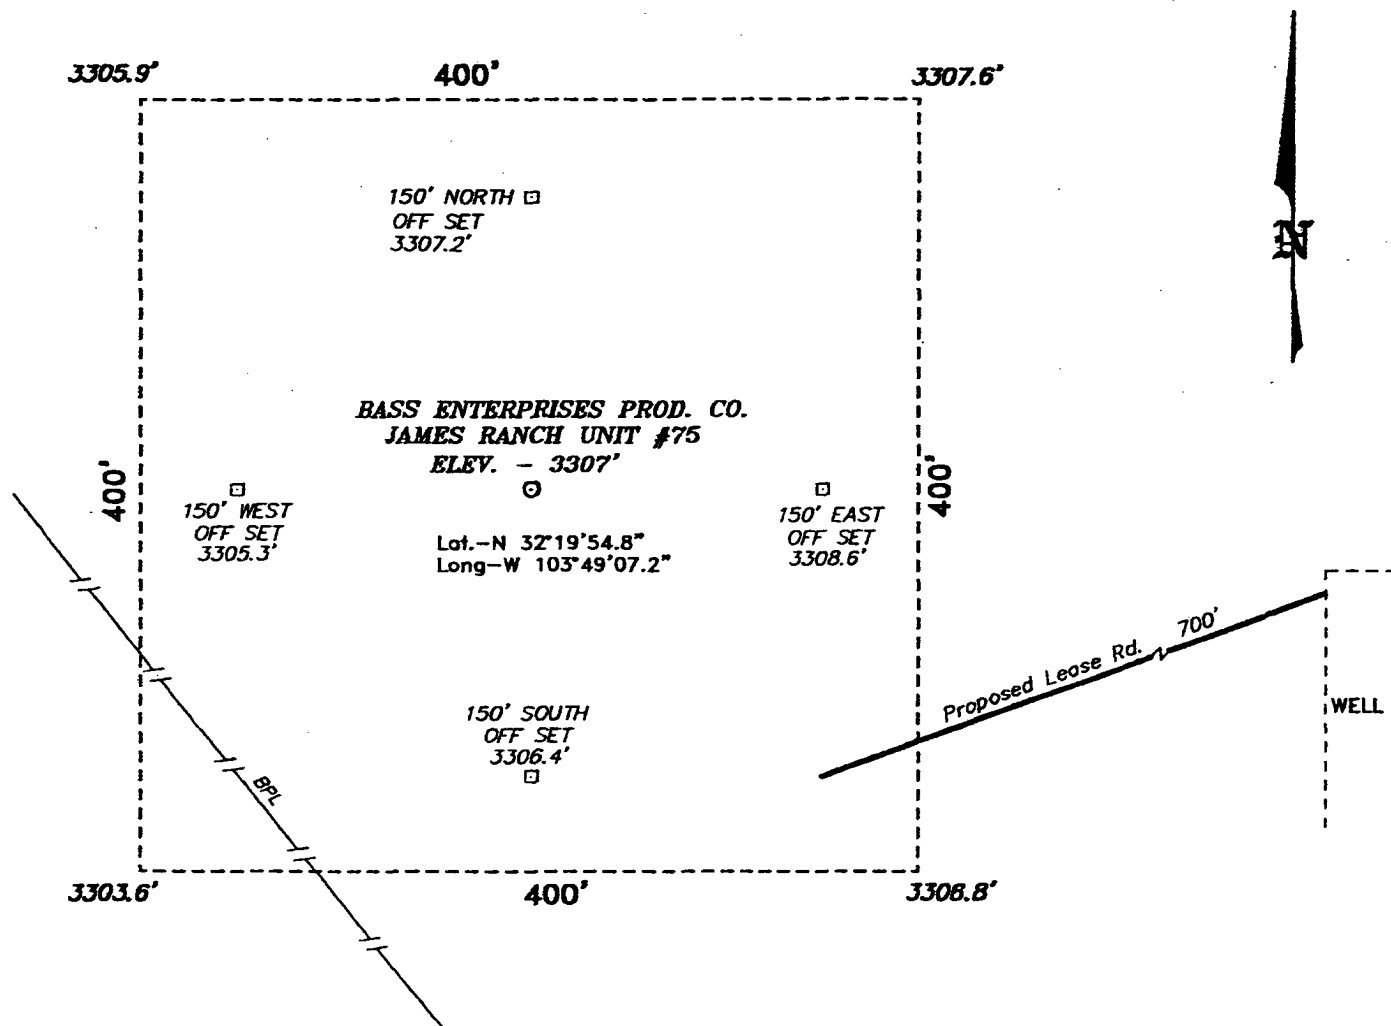 3305.9'
400'
3307.6'
150' NORTH
OFF SET
3307.2'
N
BASS ENTERPRISES PROD. CO.
JAMES RANCH UNIT #75
ELEV. - 3307'
400'
400'
150' WEST
OFF SET
3305.3'
150' EAST
OFF SET
3308.6'
Lat.-N 32°19'54.8"
Long-W 103°49'07.2"
Proposed Lease Rd. 700'
WELL
150' SOUTH
OFF SET
3306.4'
BPL
3303.6'
400'